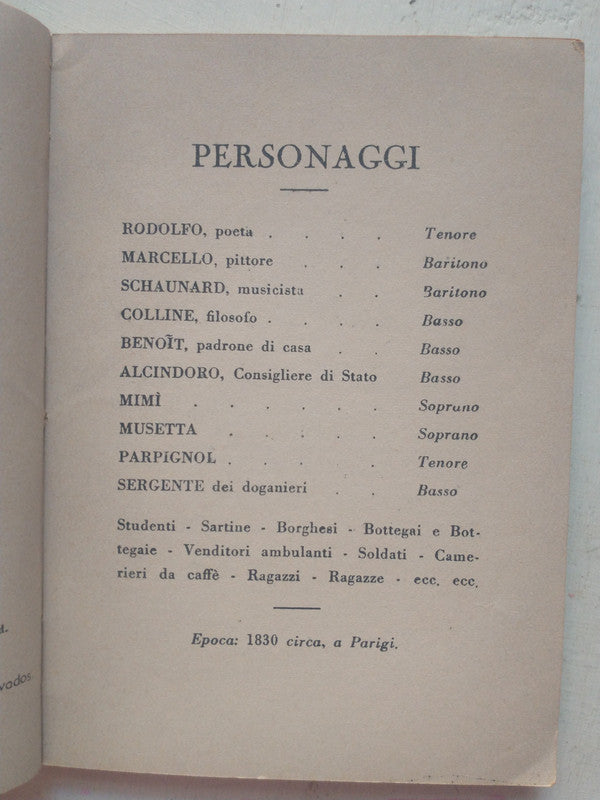 PERSONAGGI
RODOLFO, poeta . . . . Tenore
MARCELLO, pittore . . . Baritono
SCHAUNARD, musicista . . Baritono
COLLINE, filosofo . . . . Basso
BENOÎT, padrone di casa . . Basso
ALCINDORO, Consigliere di Stato Basso
MIMÌ . . . . . . Soprano
MUSETTA . . . . . Soprano
PARPIGNOL . . . . . Tenore
SERGENTE dei doganieri . . Basso
Studenti - Sartine - Borghesi - Bottegai e Bot-
tegaie - Venditori ambulanti - Soldati - Came-
rieri da caffè - Ragazzi - Ragazze - ecc. ecc.
Epoca: 1830 circa, a Parigi.